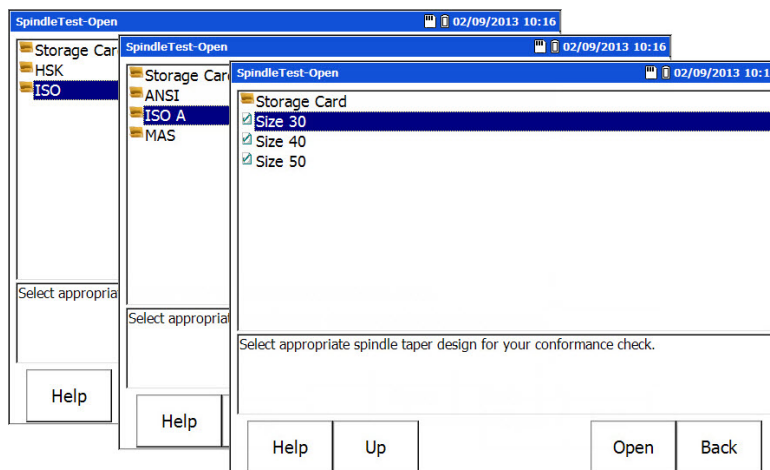 SpindleTest-Open 02/09/2013 10:16
Storage Car
HSK
ISO
Select appropria
Help
SpindleTest-Open 02/09/2013 10:16
Storage Car
ANSI
ISO A
MAS
Select appropriat
Help
SpindleTest-Open 02/09/2013 10:1
Storage Card
Size 30
Size 40
Size 50
Select appropriate spindle taper design for your conformance check.
Help Up Open Back